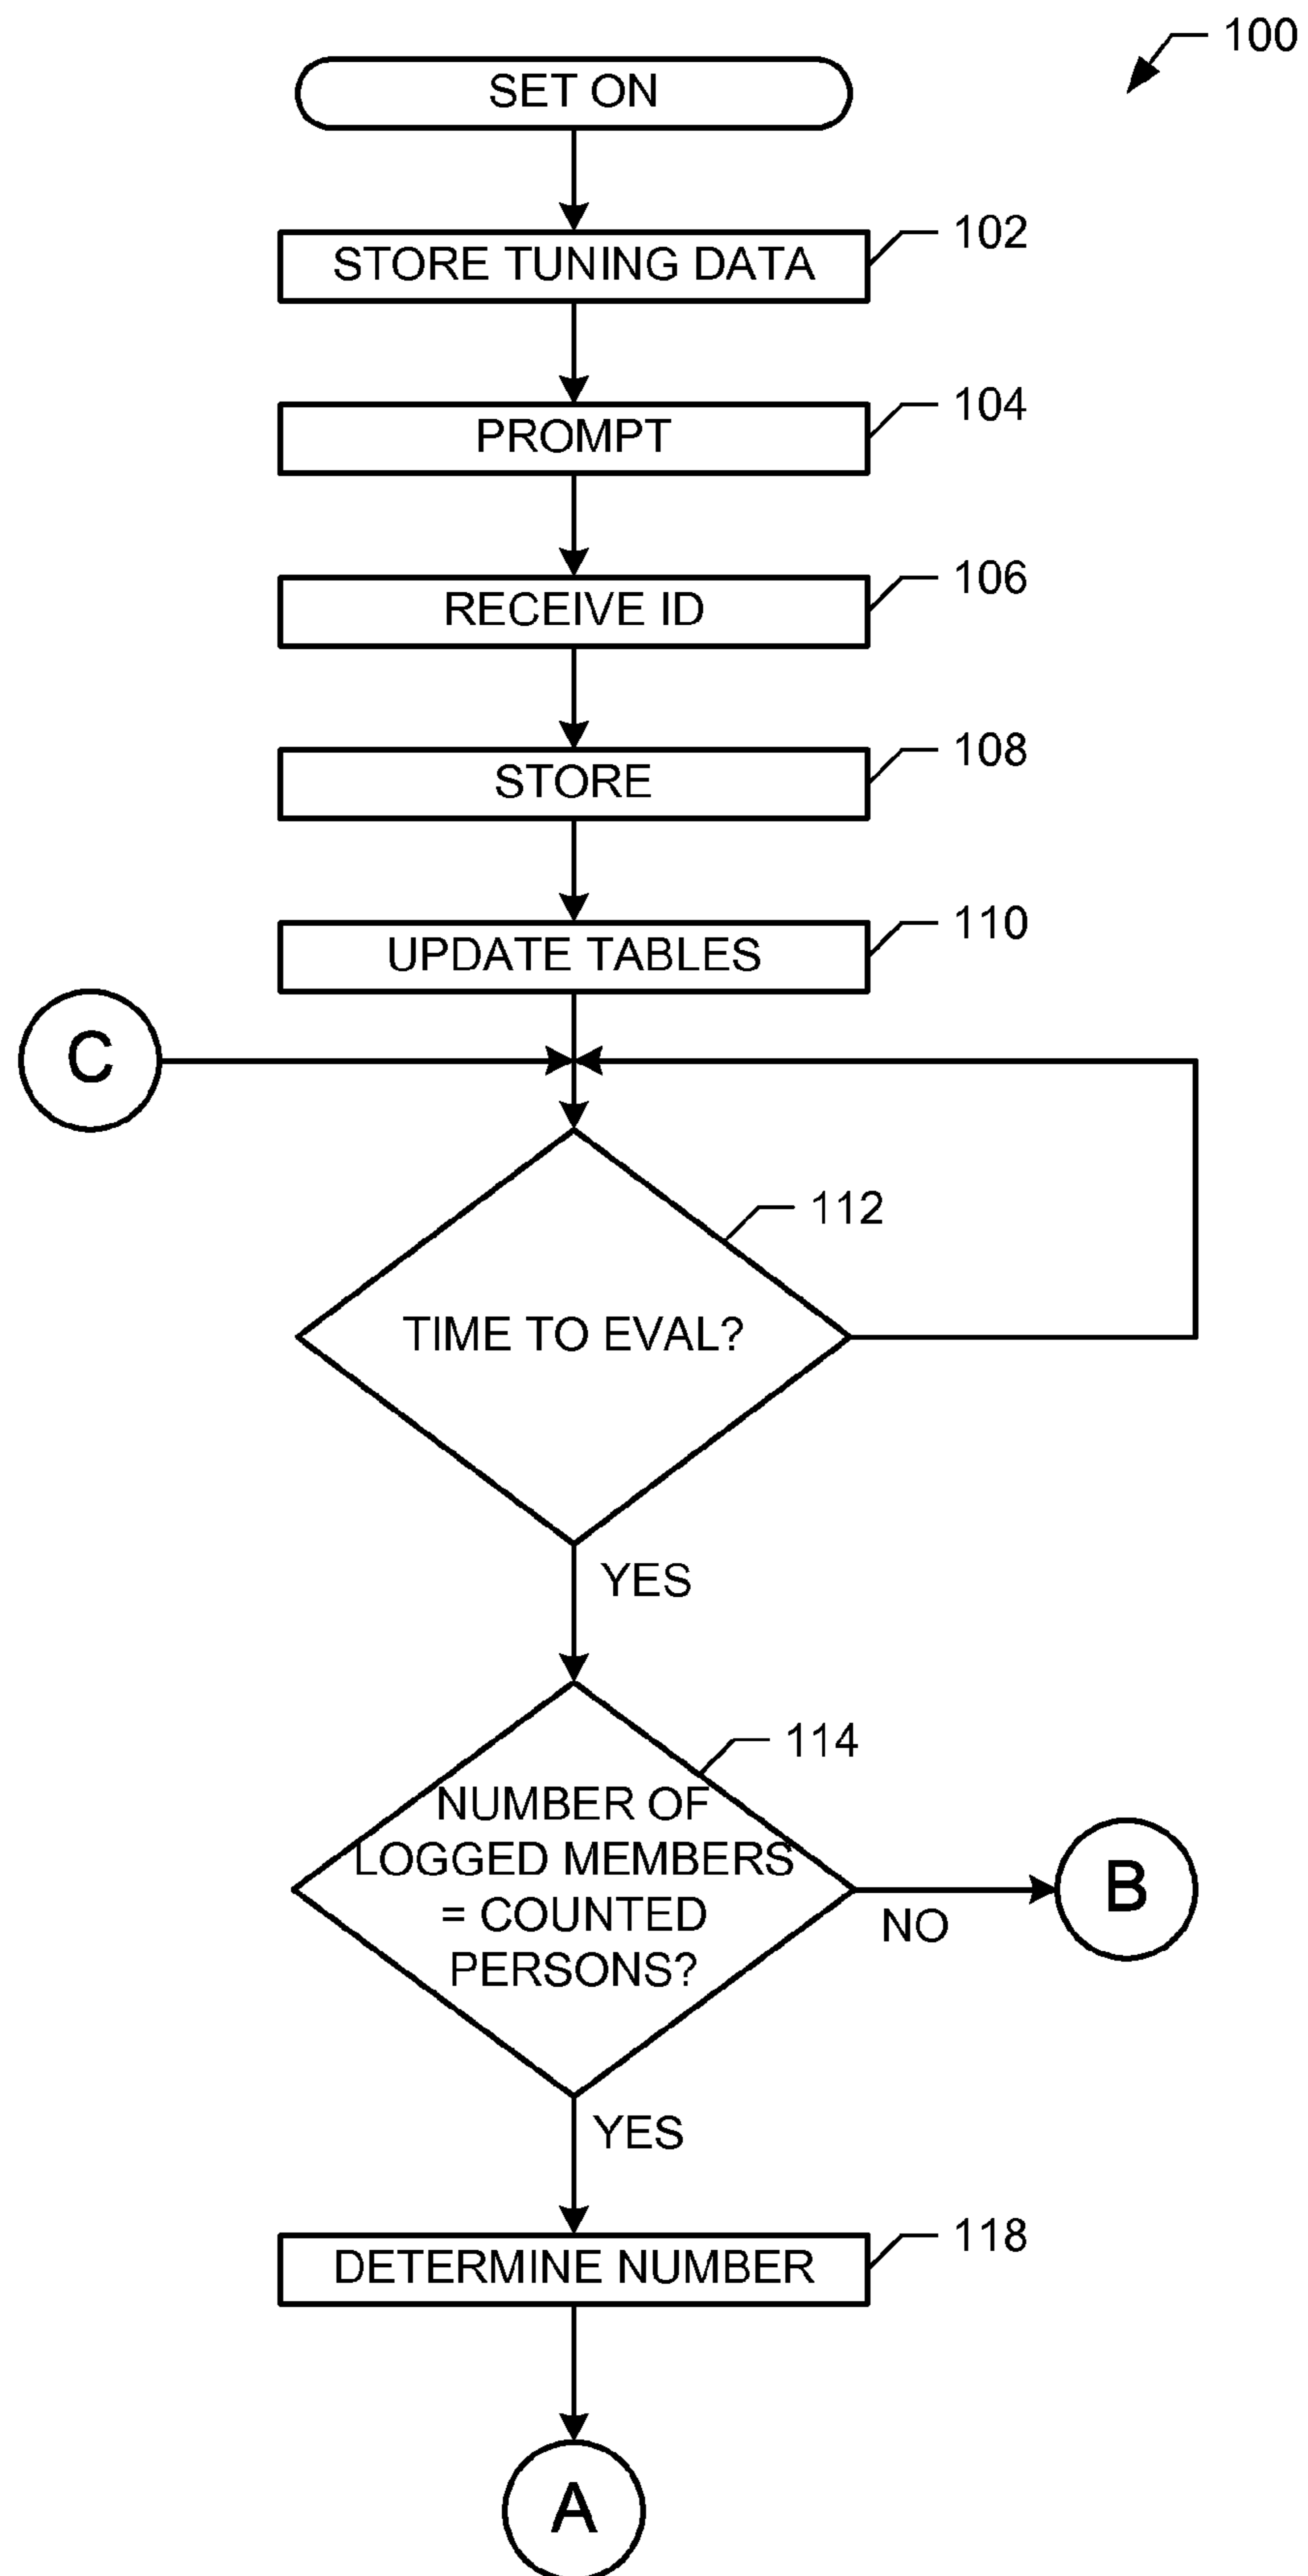 100
SET ON
102
STORE TUNING DATA
104
PROMPT
106
RECEIVE ID
108
STORE
110
UPDATE TABLES
C
112
TIME TO EVAL?
YES
114
NUMBER OF
LOGGED MEMBERS
= COUNTED
PERSONS?
B
NO
YES
118
DETERMINE NUMBER
A